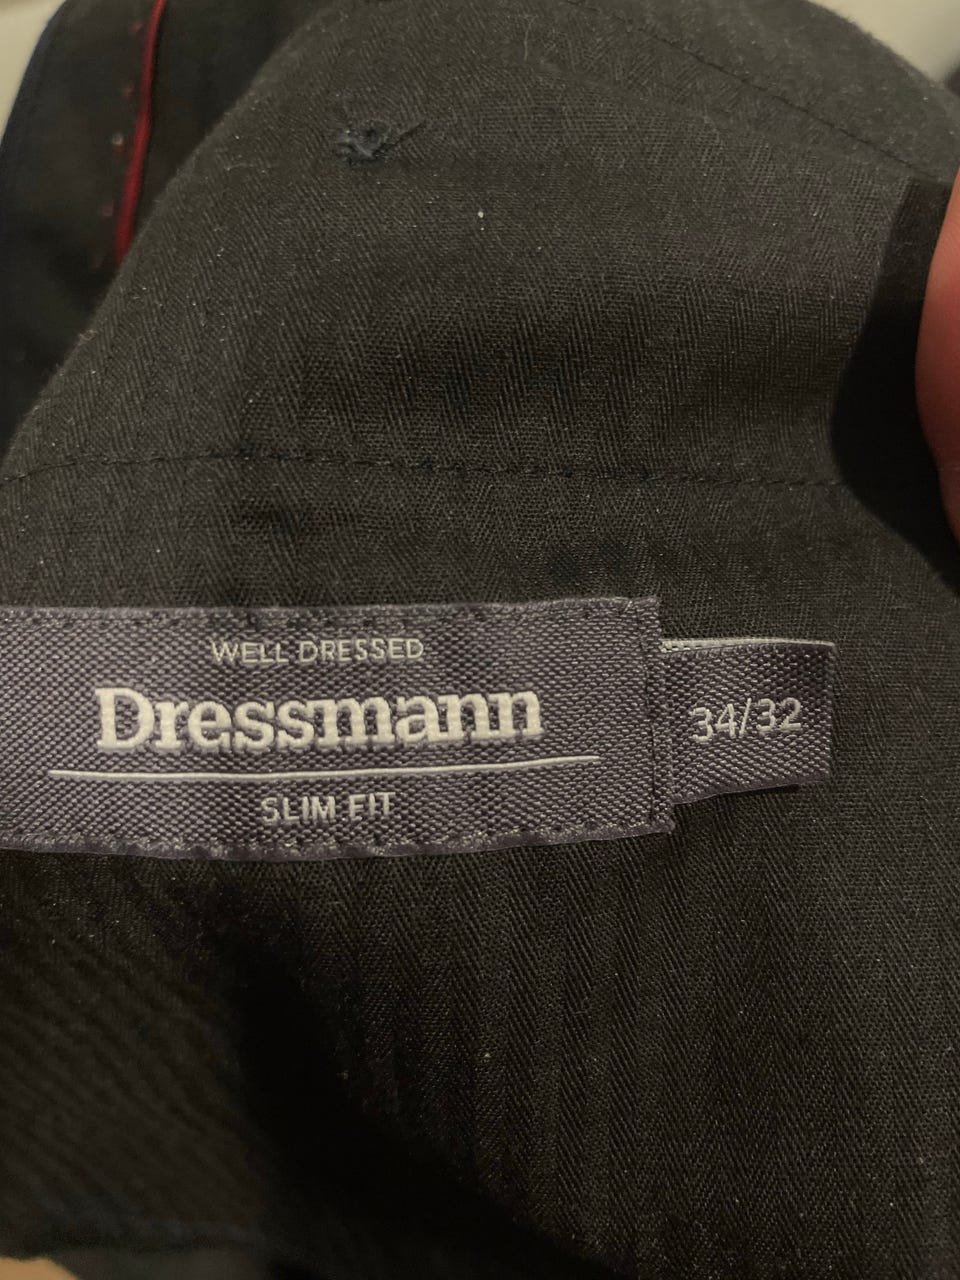 WELL DRESSED
Dressmann
SLIM FIT
34/32